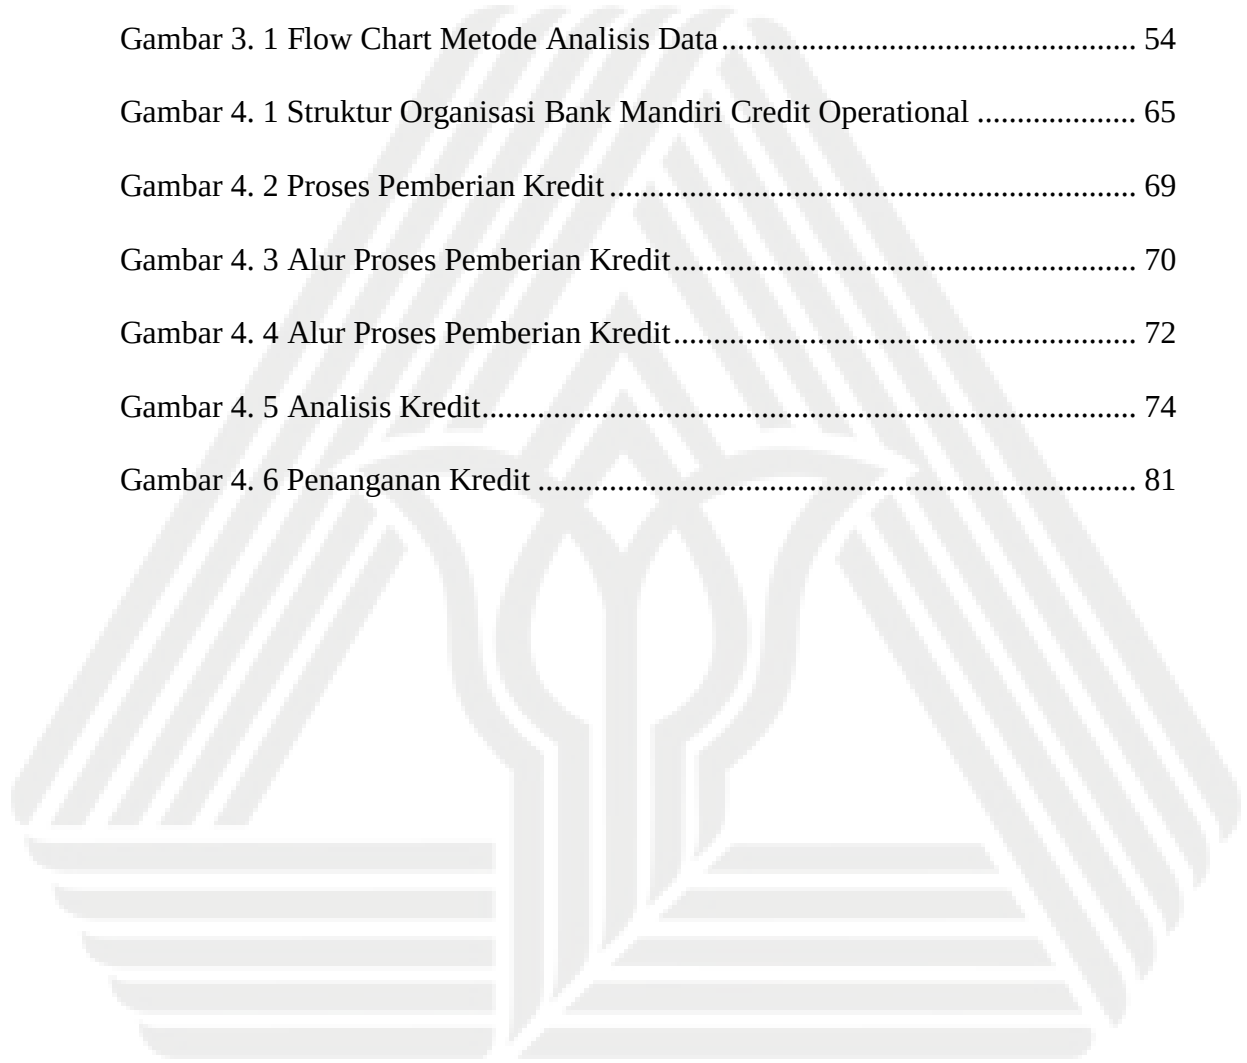 Gambar 3. 1 Flow Chart Metode Analisis Data.................................................... 54
Gambar 4. 1 Struktur Organisasi Bank Mandiri Credit Operational .................... 65
Gambar 4. 2 Proses Pemberian Kredit .................................................................. 69
Gambar 4. 3 Alur Proses Pemberian Kredit.......................................................... 70
Gambar 4. 4 Alur Proses Pemberian Kredit.......................................................... 72
Gambar 4. 5 Analisis Kredit.................................................................................. 74
Gambar 4. 6 Penanganan Kredit ........................................................................... 81